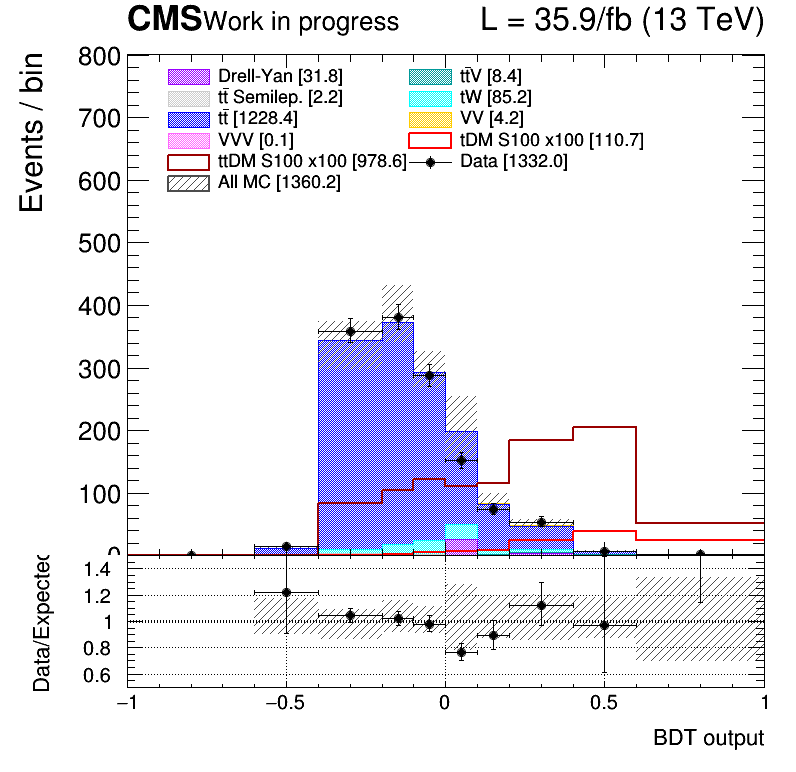 CMS Work in progress L = 35.9/fb (13 TeV)
Events / bin
800
700
600
500
400
300
200
100
0
Drell-Yan [31.8] tt̄V [8.4]
tt̄ Semilep. [2.2] tW [85.2]
tt̄ [1228.4] VV [4.2]
VVV [0.1] tDM S100 x100 [110.7]
ttDM S100 x100 [978.6] Data [1332.0]
All MC [1360.2]
Data/Expected
1.4
1.2
1
0.8
0.6
−1 −0.5 0 0.5 1
BDT output